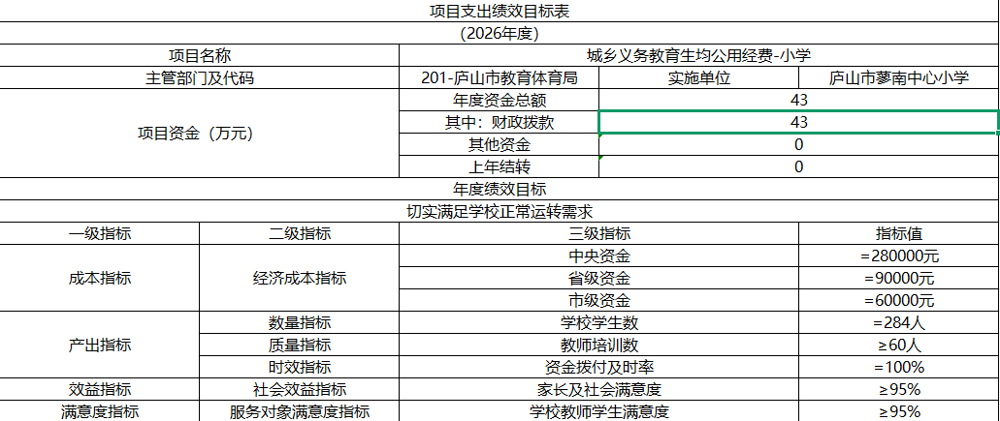 项目支出绩效目标表
（2026年度）
项目名称 城乡义务教育生均公用经费-小学
主管部门及代码 201-庐山市教育体育局 实施单位 庐山市蓼南中心小学
项目资金（万元） 年度资金总额 43
其中：财政拨款 43
其他资金 0
上年结转 0
年度绩效目标
切实满足学校正常运转需求
一级指标 二级指标 三级指标 指标值
成本指标 经济成本指标 中央资金 =280000元
省级资金 =90000元
市级资金 =60000元
产出指标 数量指标 学校学生数 =284人
质量指标 教师培训数 ≥60人
时效指标 资金拨付及时率 =100%
效益指标 社会效益指标 家长及社会满意度 ≥95%
满意度指标 服务对象满意度指标 学校教师学生满意度 ≥95%